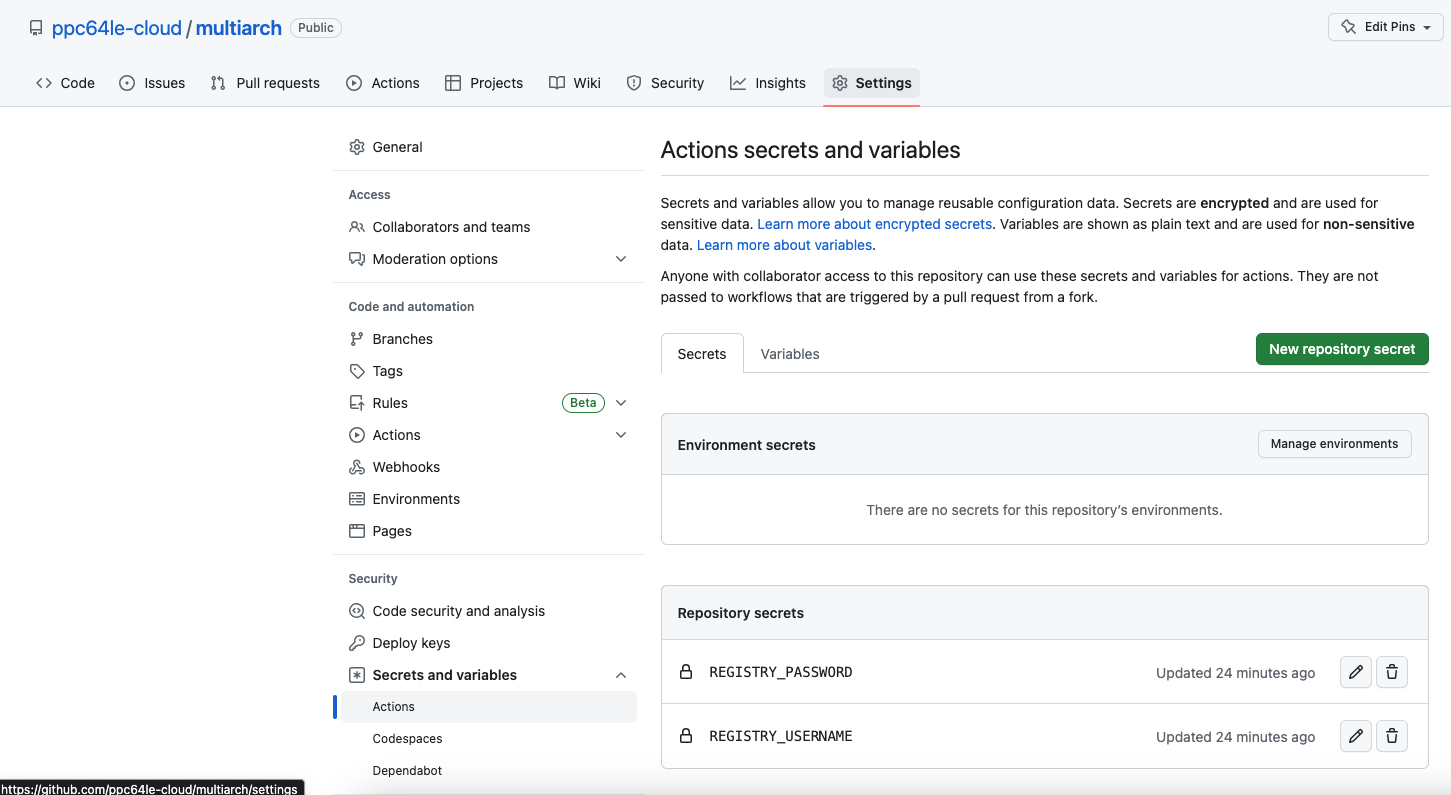 ppc64le-cloud / multiarch Public
Edit Pins
Code Issues Pull requests Actions Projects Wiki Security Insights Settings
General
Access
Collaborators and teams
Moderation options
Code and automation
Branches
Tags
Rules Beta
Actions
Webhooks
Environments
Pages
Security
Code security and analysis
Deploy keys
Secrets and variables
Actions
Codespaces
Dependabot
Actions secrets and variables
Secrets and variables allow you to manage reusable configuration data. Secrets are encrypted and are used for
sensitive data. Learn more about encrypted secrets. Variables are shown as plain text and are used for non-sensitive
data. Learn more about variables.
Anyone with collaborator access to this repository can use these secrets and variables for actions. They are not
passed to workflows that are triggered by a pull request from a fork.
Secrets Variables
New repository secret
Environment secrets
Manage environments
There are no secrets for this repository’s environments.
Repository secrets
REGISTRY_PASSWORD Updated 24 minutes ago
REGISTRY_USERNAME Updated 24 minutes ago
https://github.com/ppc64le-cloud/multiarch/settings